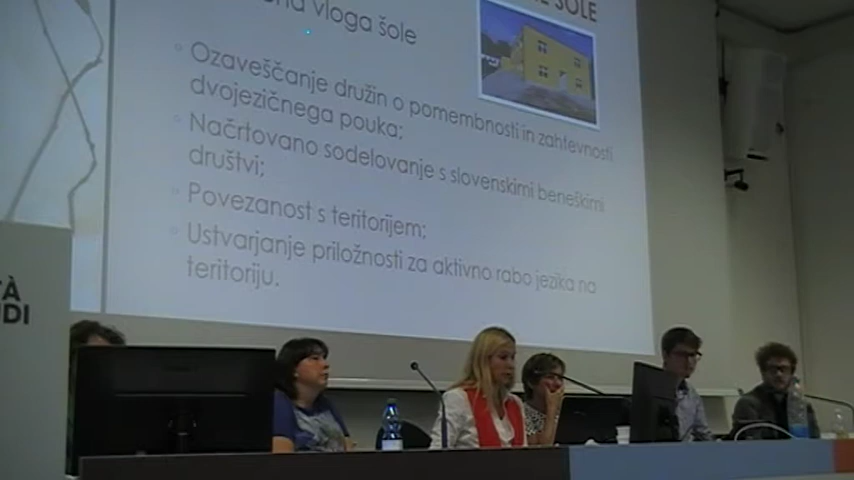 vloga šole
ŠOLE
Ozaveščanje družin o pomembnosti in zahtevnosti
dvojezičnega pouka;
Načrtovano sodelovanje s slovenskimi beneškimi
društvi;
Povezanost s teritorijem;
Ustvarjanje priložnosti za aktivno rabo jezika na
teritoriju.
TÀ
UDI